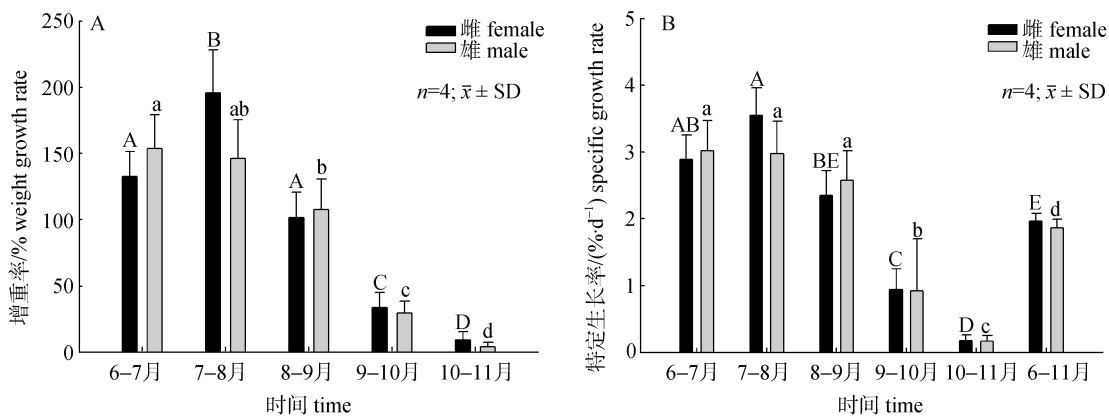 A
雌 female
雄 male
n=4; x̄ ± SD
增重率/% weight growth rate
250
200
150
100
50
0
A
a
B
ab
A
b
C
c
D
d
6–7月
7–8月
8–9月
9–10月
10–11月
时间 time
B
雌 female
雄 male
n=4; x̄ ± SD
特定生长率/(%·d⁻¹) specific growth rate
5
4
3
2
1
0
AB
a
A
a
BE
a
C
b
D
c
E
d
6–7月
7–8月
8–9月
9–10月
10–11月
6–11月
时间 time